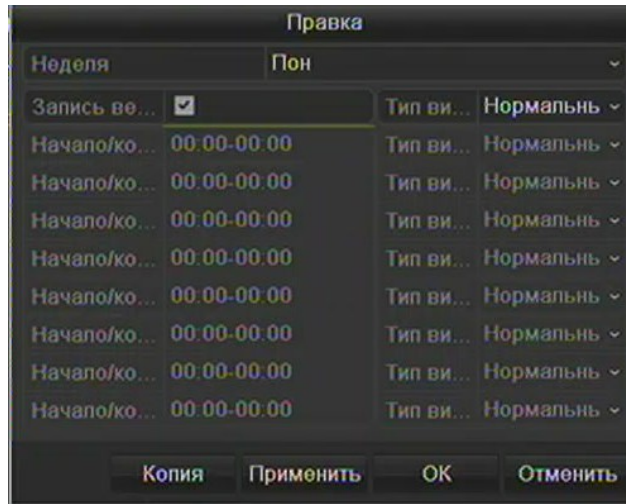 Правка
Неделя Пон
Запись ве... Тип ви... Нормальнь
Начало/ко... 00:00-00:00 Тип ви... Нормальнь
Начало/ко... 00:00-00:00 Тип ви... Нормальнь
Начало/ко... 00:00-00:00 Тип ви... Нормальнь
Начало/ко... 00:00-00:00 Тип ви... Нормальнь
Начало/ко... 00:00-00:00 Тип ви... Нормальнь
Начало/ко... 00:00-00:00 Тип ви... Нормальнь
Начало/ко... 00:00-00:00 Тип ви... Нормальнь
Начало/ко... 00:00-00:00 Тип ви... Нормальнь
Копия Применить ОК Отменить